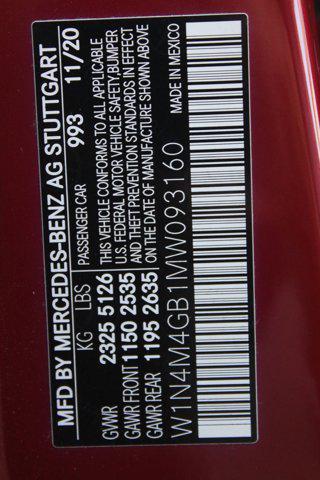 MFD BY MERCEDES-BENZ AG STUTTGART
993 11/20
KG LBS PASSENGER CAR
GVWR 2325 5126 THIS VEHICLE CONFORMS TO ALL APPLICABLE
U.S. FEDERAL MOTOR VEHICLE SAFETY, BUMPER
GAWR FRONT 1150 2535 AND THEFT PREVENTION STANDARDS IN EFFECT
GAWR REAR 1195 2635 ON THE DATE OF MANUFACTURE SHOWN ABOVE
W1N4M4GB1MW093160 MADE IN MEXICO